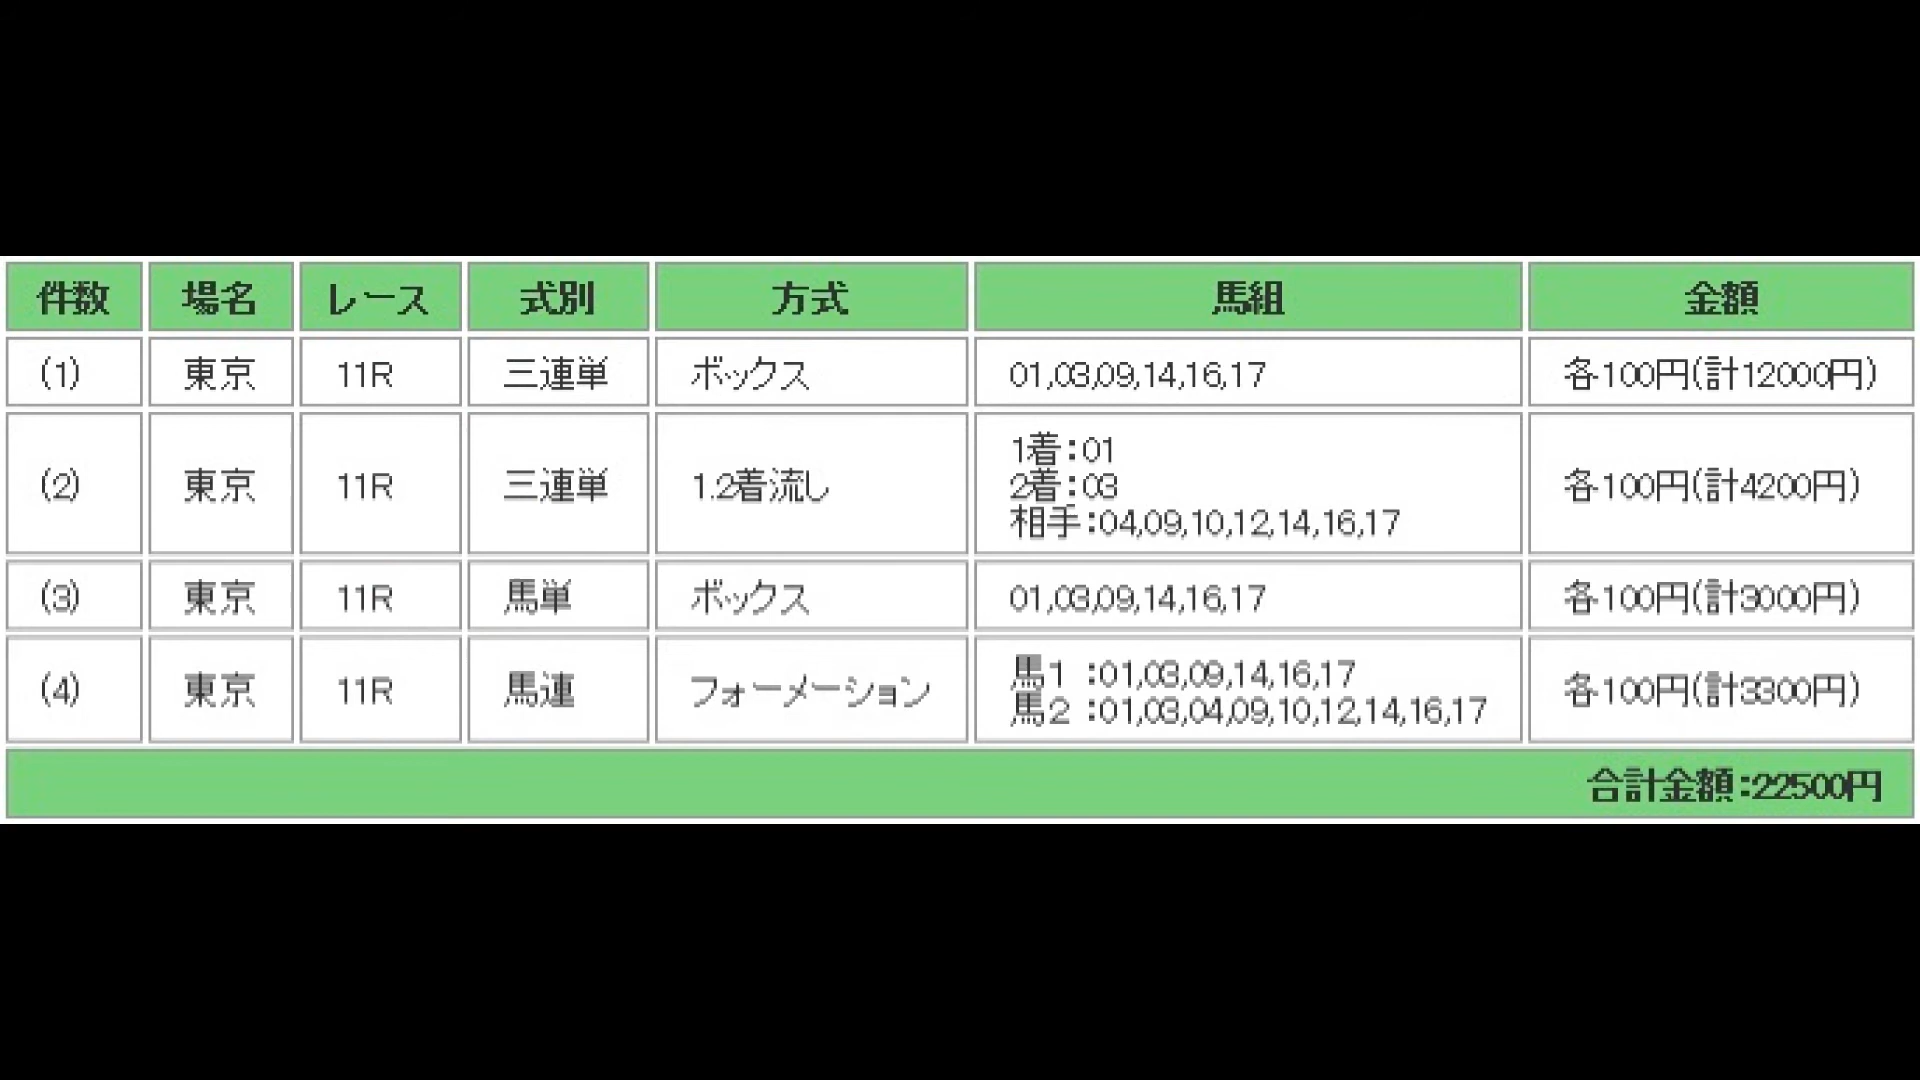 件数 場名 レース 式別 方式 馬組 金額
(1) 東京 11R 三連単 ボックス 01,03,09,14,16,17 各100円(計12000円)
(2) 東京 11R 三連単 1.2着流し 1着:01
2着:03
相手:04,09,10,12,14,16,17 各100円(計4200円)
(3) 東京 11R 馬単 ボックス 01,03,09,14,16,17 各100円(計3000円)
(4) 東京 11R 馬連 フォーメーション 馬1 :01,03,09,14,16,17
馬2 :01,03,04,09,10,12,14,16,17 各100円(計3300円)
合計金額:22500円